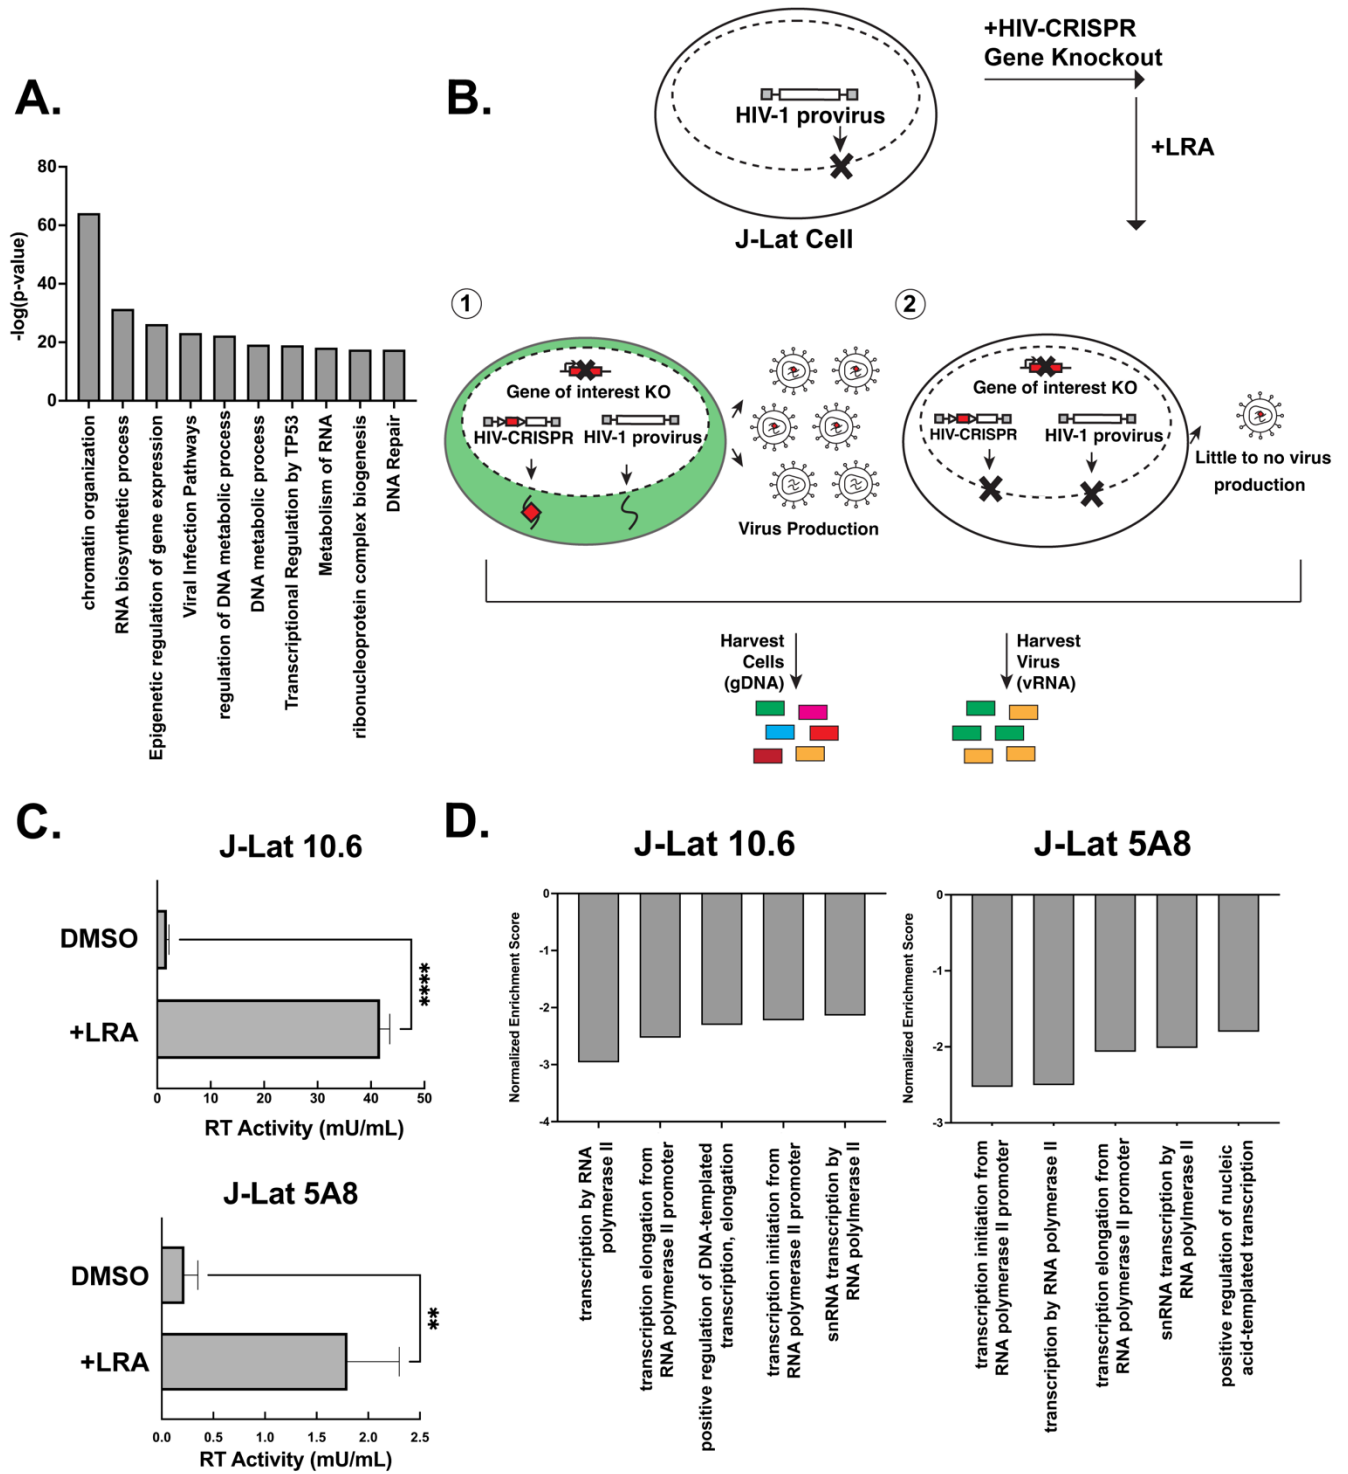 A.
80
60
40
20
0
-log(p-value)
chromatin organization
RNA biosynthetic process
Epigenetic regulation of gene expression
Viral Infection Pathways
regulation of DNA metabolic process
DNA metabolic process
Transcriptional Regulation by TP53
Metabolism of RNA
ribonucleoprotein complex biogenesis
DNA Repair
B.
HIV-1 provirus
J-Lat Cell
+HIV-CRISPR
Gene Knockout
+LRA
1
Gene of interest KO
HIV-CRISPR
HIV-1 provirus
Virus Production
2
Gene of interest KO
HIV-CRISPR
HIV-1 provirus
Little to no virus
production
Harvest
Cells
(gDNA)
Harvest
Virus
(vRNA)
C.
J-Lat 10.6
DMSO
+LRA
****
0 10 20 30 40 50
RT Activity (mU/mL)
J-Lat 5A8
DMSO
+LRA
**
0.0 0.5 1.0 1.5 2.0 2.5
RT Activity (mU/mL)
D.
J-Lat 10.6
Normalized Enrichment Score
0
-1
-2
-3
-4
transcription by RNA
polymerase II
transcription elongation from
RNA polymerase II promoter
positive regulation of DNA-templated
transcription, elongation
transcription initiation from
RNA polymerase II promoter
snRNA transcription by
RNA polylmerase II
J-Lat 5A8
Normalized Enrichment Score
0
-1
-2
-3
transcription initiation from
RNA polymerase II promoter
transcription by RNA polymerase II
transcription elongation from
RNA polymerase II promoter
snRNA transcription by
RNA polylmerase II
positive regulation of nucleic
acid-templated transcription